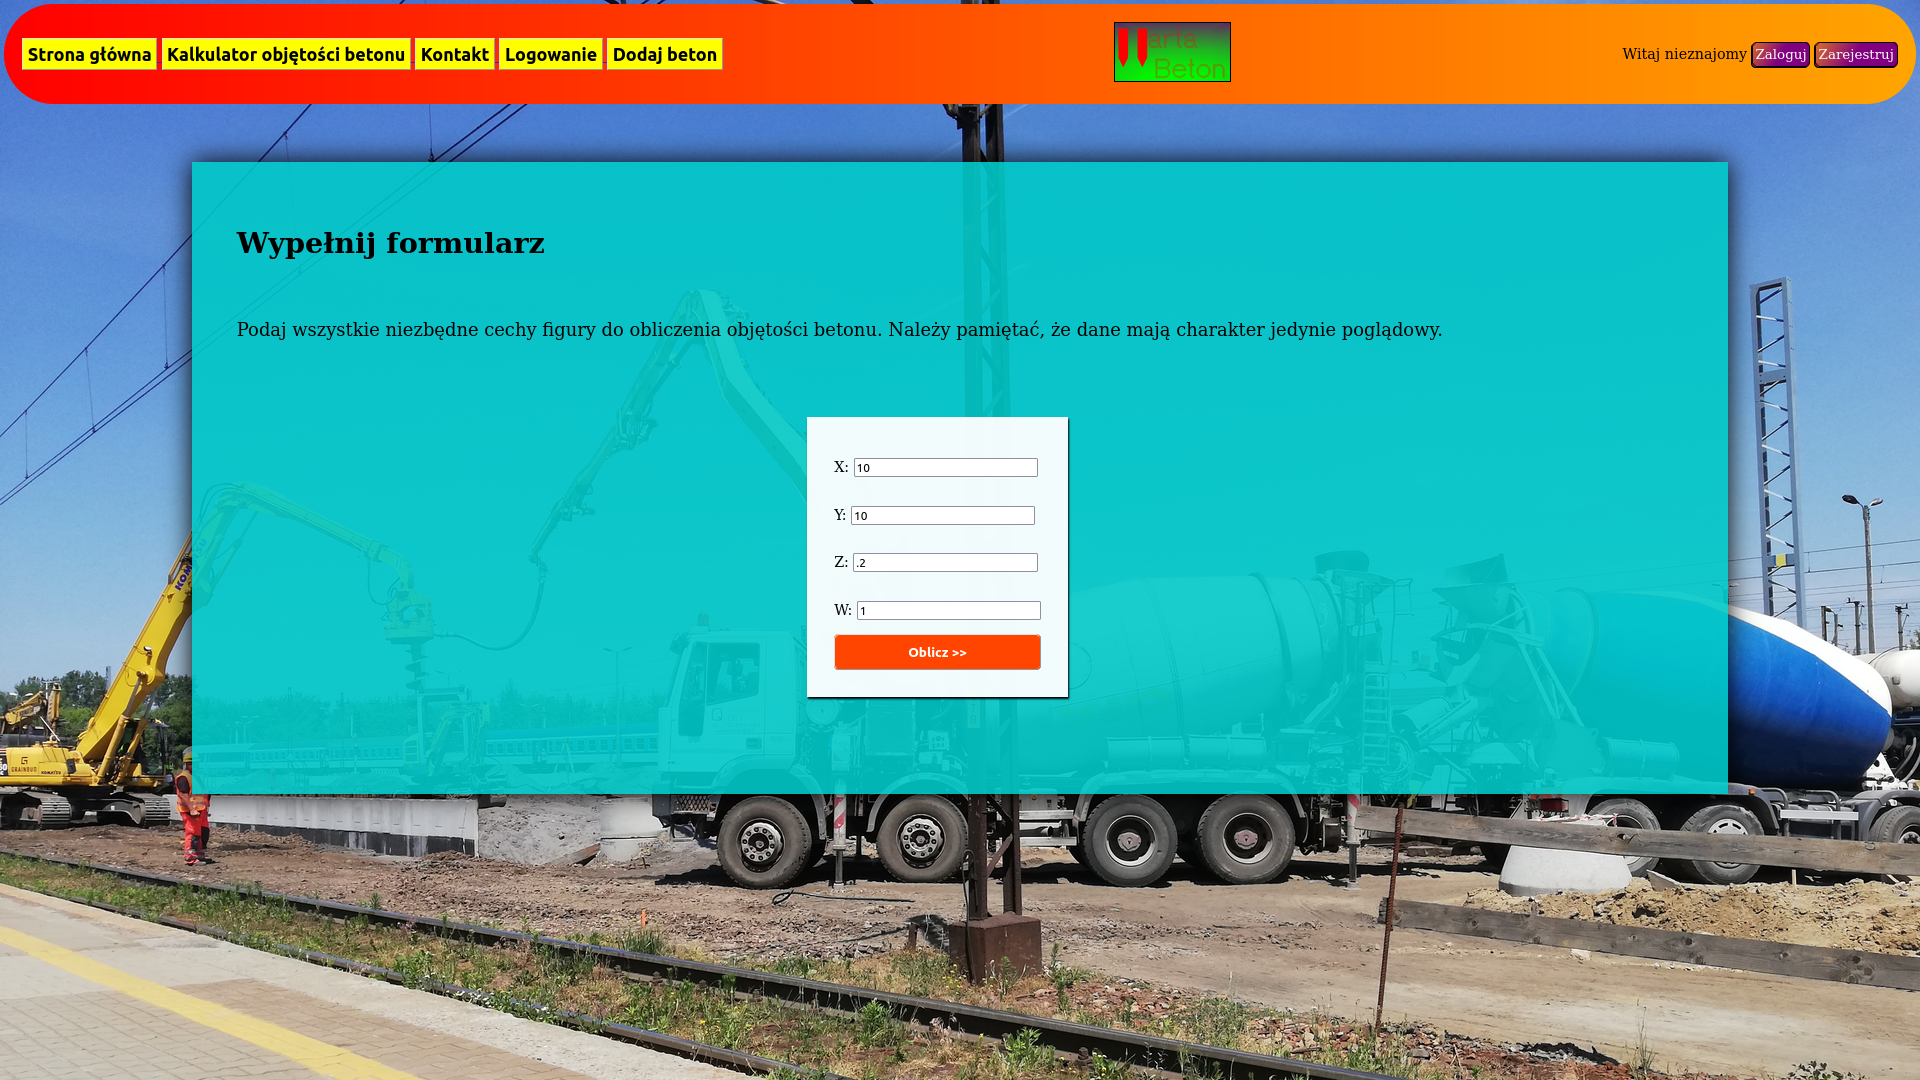 Strona główna Kalkulator objętości betonu Kontakt Logowanie Dodaj beton
arta
Beton
Witaj nieznajomy Zaloguj Zarejestruj
Wypełnij formularz
Podaj wszystkie niezbędne cechy figury do obliczenia objętości betonu. Należy pamiętać, że dane mają charakter jedynie poglądowy.
X: 10
Y: 10
Z: .2
W: 1
Oblicz >>